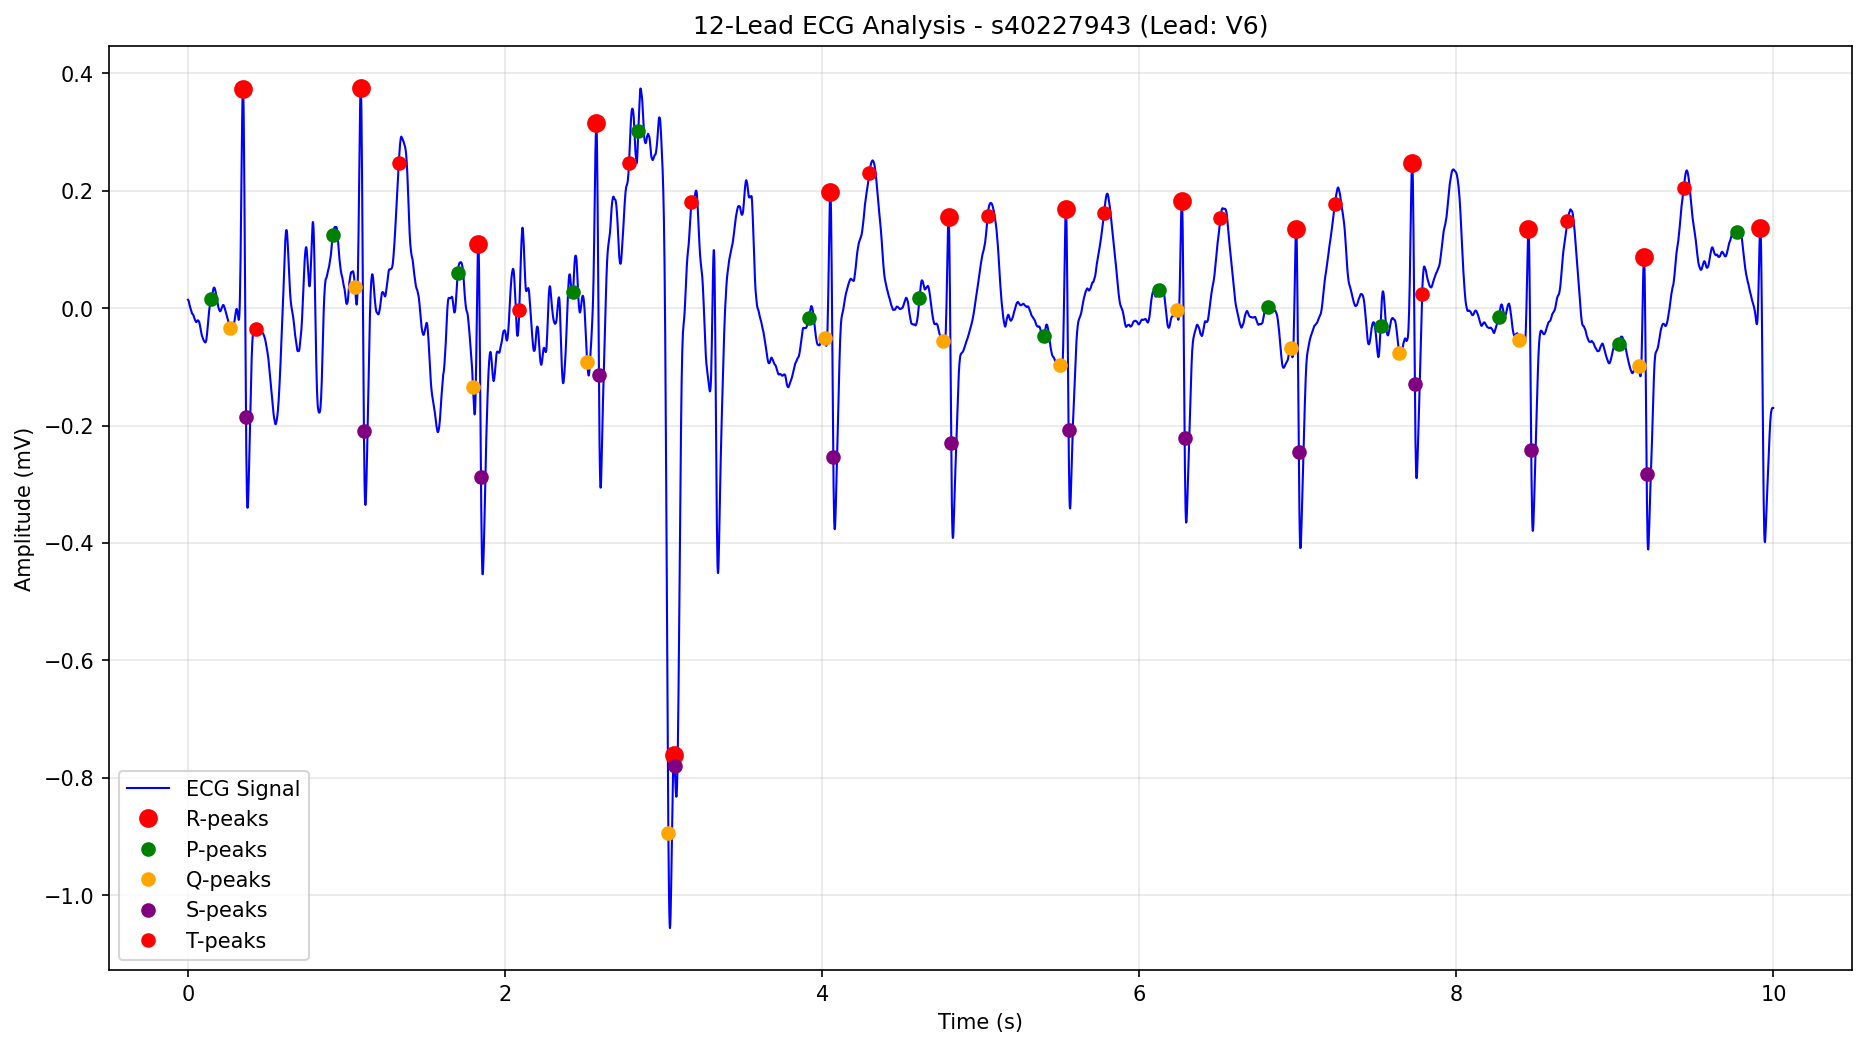 12-Lead ECG Analysis - s40227943 (Lead: V6)
Amplitude (mV)
0.4
0.2
0.0
−0.2
−0.4
−0.6
−0.8
−1.0
ECG Signal
R-peaks
P-peaks
Q-peaks
S-peaks
T-peaks
0 2 4 6 8 10
Time (s)